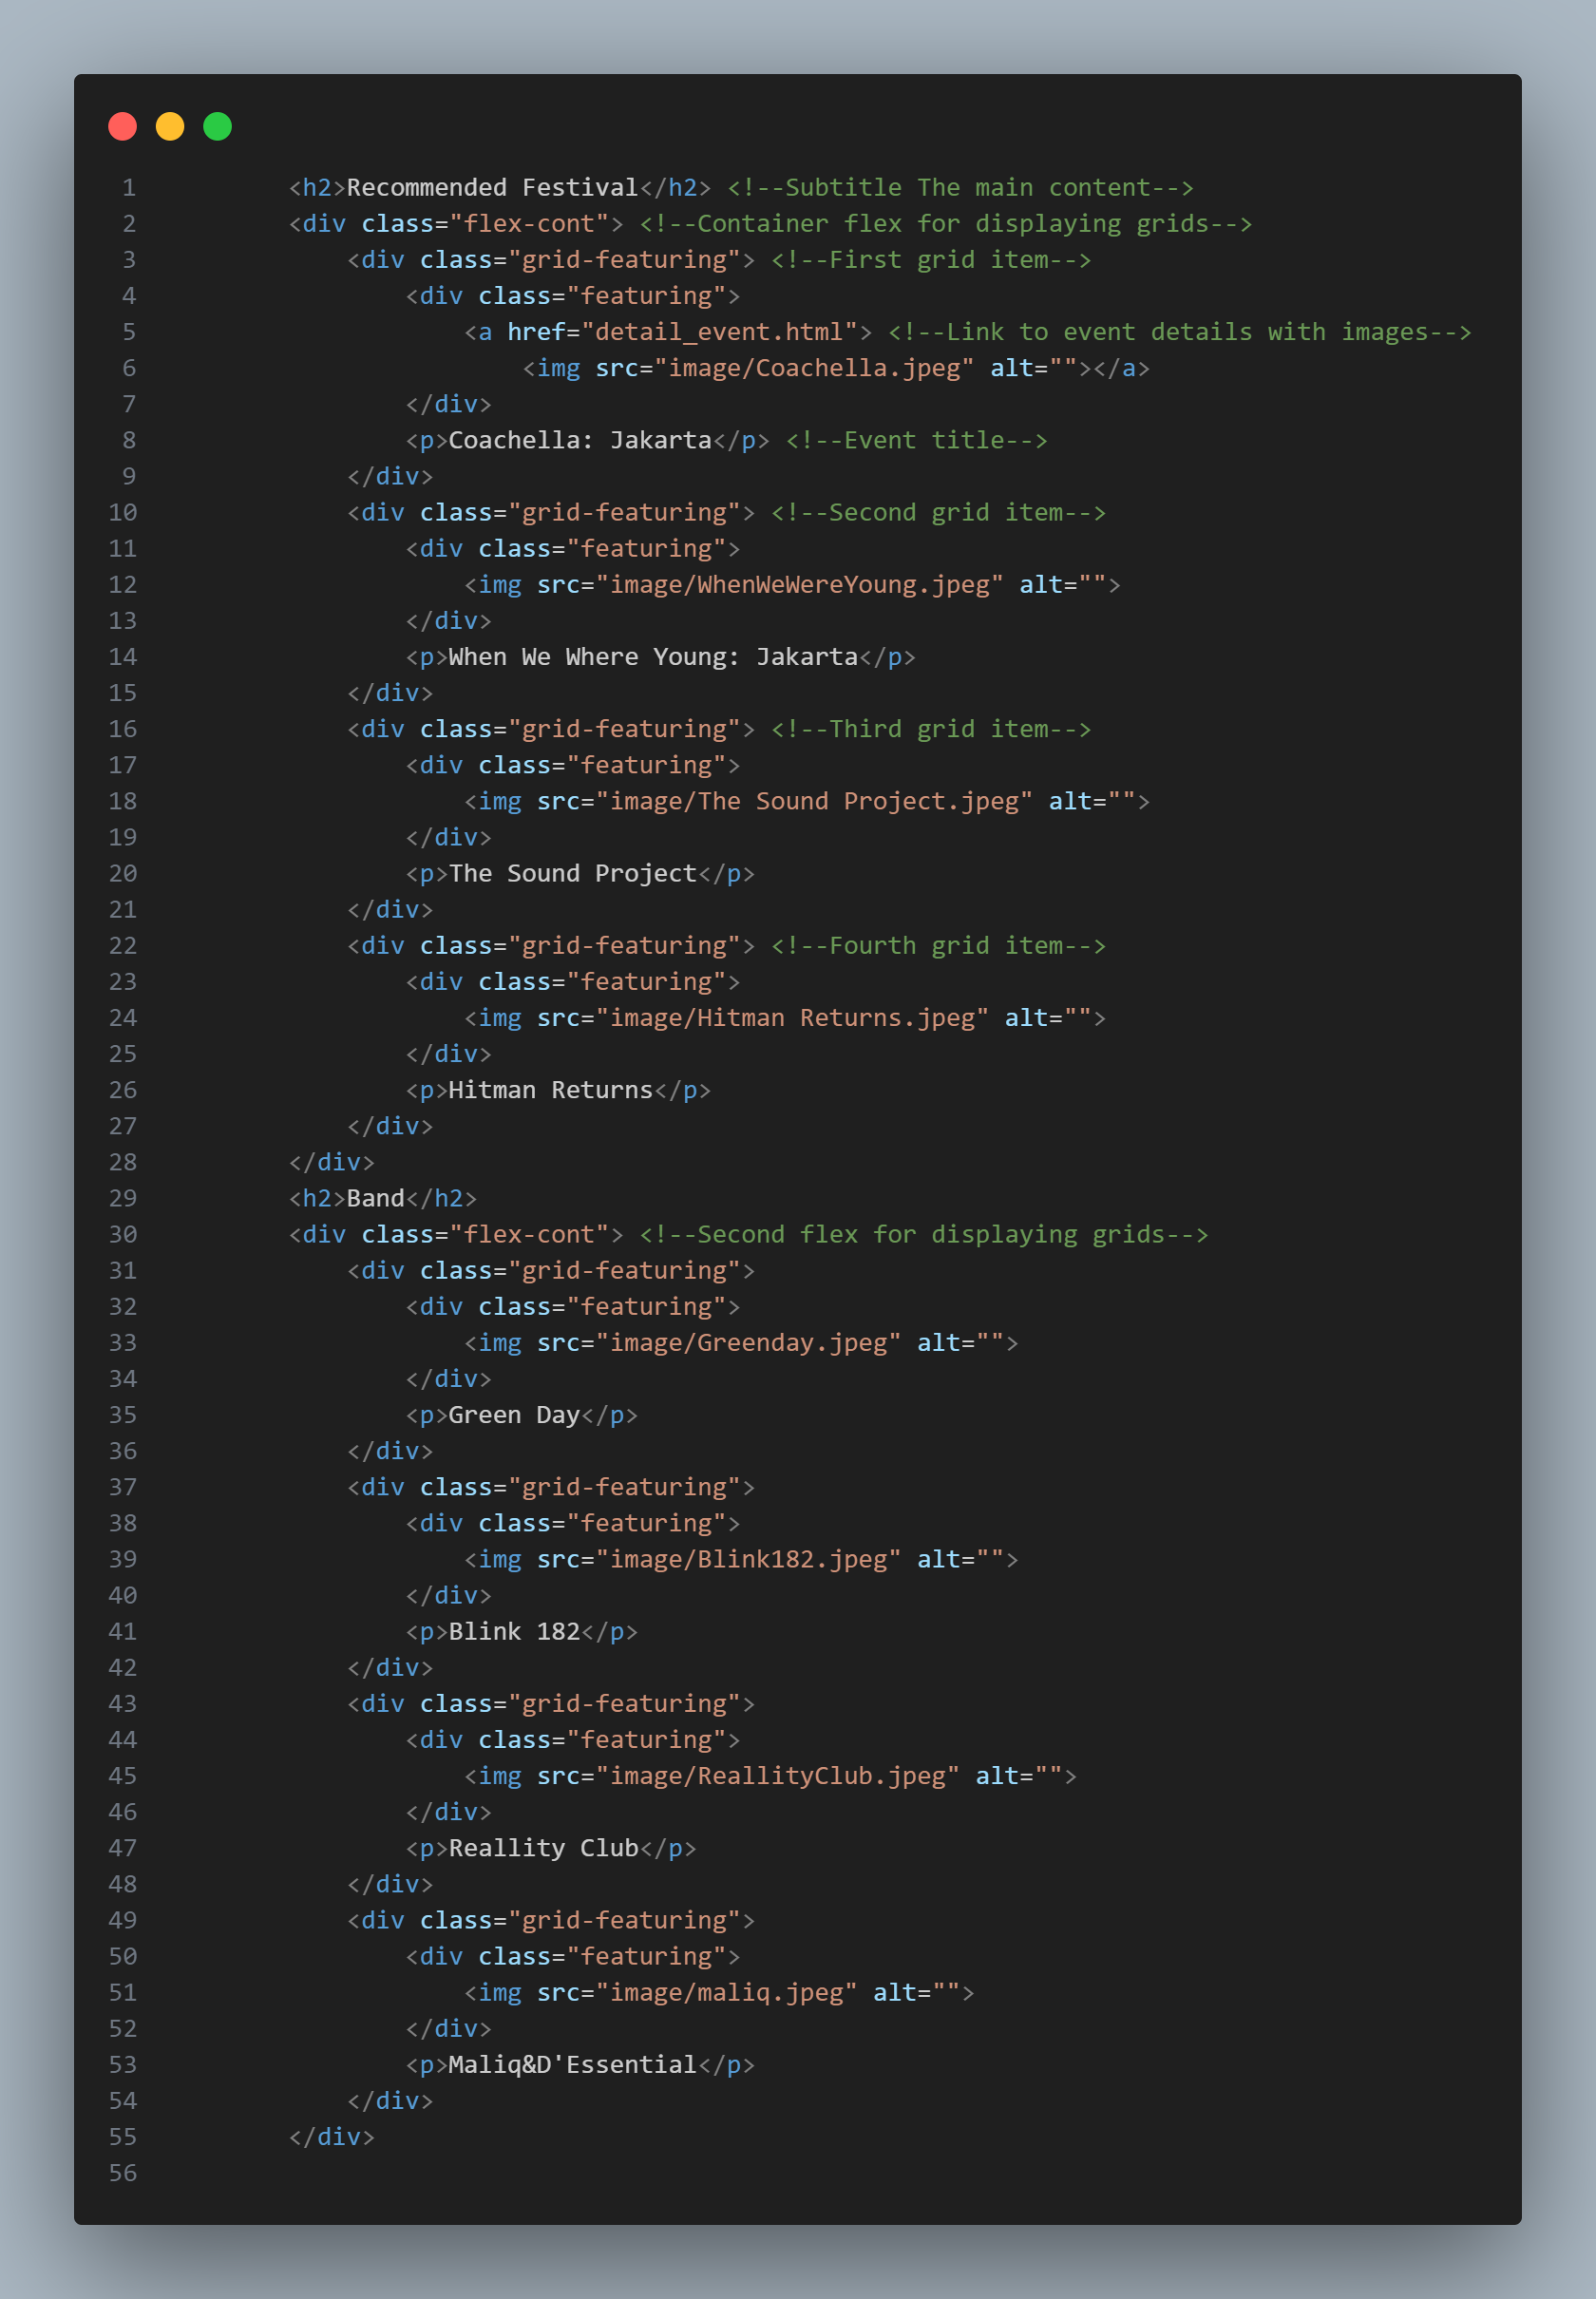 1 <h2>Recommended Festival</h2> <!--Subtitle The main content-->
2 <div class="flex-cont"> <!--Container flex for displaying grids-->
3 <div class="grid-featuring"> <!--First grid item-->
4 <div class="featuring">
5 <a href="detail_event.html"> <!--Link to event details with images-->
6 <img src="image/Coachella.jpeg" alt=""></a>
7 </div>
8 <p>Coachella: Jakarta</p> <!--Event title-->
9 </div>
10 <div class="grid-featuring"> <!--Second grid item-->
11 <div class="featuring">
12 <img src="image/WhenWeWereYoung.jpeg" alt="">
13 </div>
14 <p>When We Where Young: Jakarta</p>
15 </div>
16 <div class="grid-featuring"> <!--Third grid item-->
17 <div class="featuring">
18 <img src="image/The Sound Project.jpeg" alt="">
19 </div>
20 <p>The Sound Project</p>
21 </div>
22 <div class="grid-featuring"> <!--Fourth grid item-->
23 <div class="featuring">
24 <img src="image/Hitman Returns.jpeg" alt="">
25 </div>
26 <p>Hitman Returns</p>
27 </div>
28 </div>
29 <h2>Band</h2>
30 <div class="flex-cont"> <!--Second flex for displaying grids-->
31 <div class="grid-featuring">
32 <div class="featuring">
33 <img src="image/Greenday.jpeg" alt="">
34 </div>
35 <p>Green Day</p>
36 </div>
37 <div class="grid-featuring">
38 <div class="featuring">
39 <img src="image/Blink182.jpeg" alt="">
40 </div>
41 <p>Blink 182</p>
42 </div>
43 <div class="grid-featuring">
44 <div class="featuring">
45 <img src="image/ReallityClub.jpeg" alt="">
46 </div>
47 <p>Reallity Club</p>
48 </div>
49 <div class="grid-featuring">
50 <div class="featuring">
51 <img src="image/maliq.jpeg" alt="">
52 </div>
53 <p>Maliq&D'Essential</p>
54 </div>
55 </div>
56